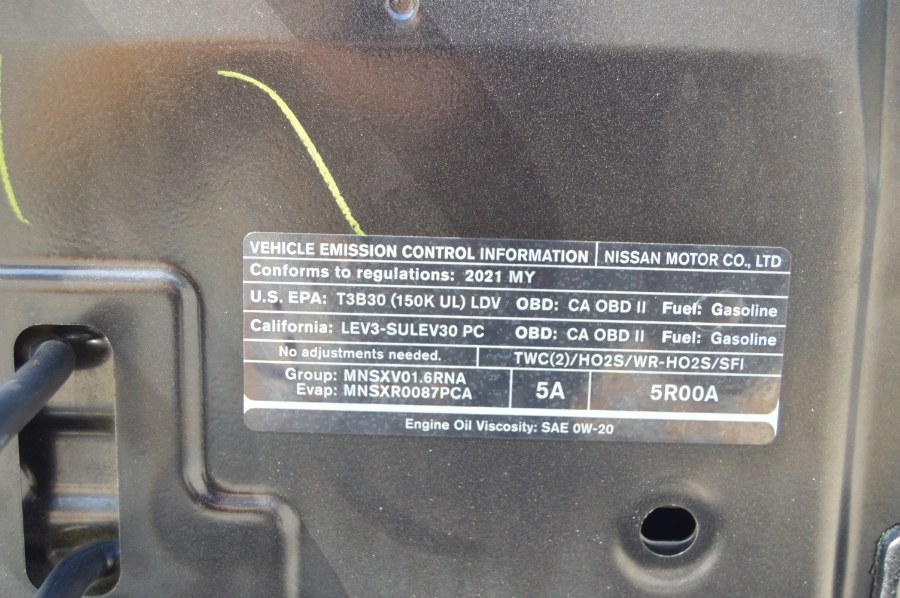 VEHICLE EMISSION CONTROL INFORMATION NISSAN MOTOR CO., LTD
Conforms to regulations: 2021 MY
U.S. EPA: T3B30 (150K UL) LDV OBD: CA OBD II Fuel: Gasoline
California: LEV3-SULEV30 PC OBD: CA OBD II Fuel: Gasoline
No adjustments needed. TWC(2)/HO2S/WR-HO2S/SFI
Group: MNSXV01.6RNA
Evap: MNSXR0087PCA
5A 5R00A
Engine Oil Viscosity: SAE 0W-20